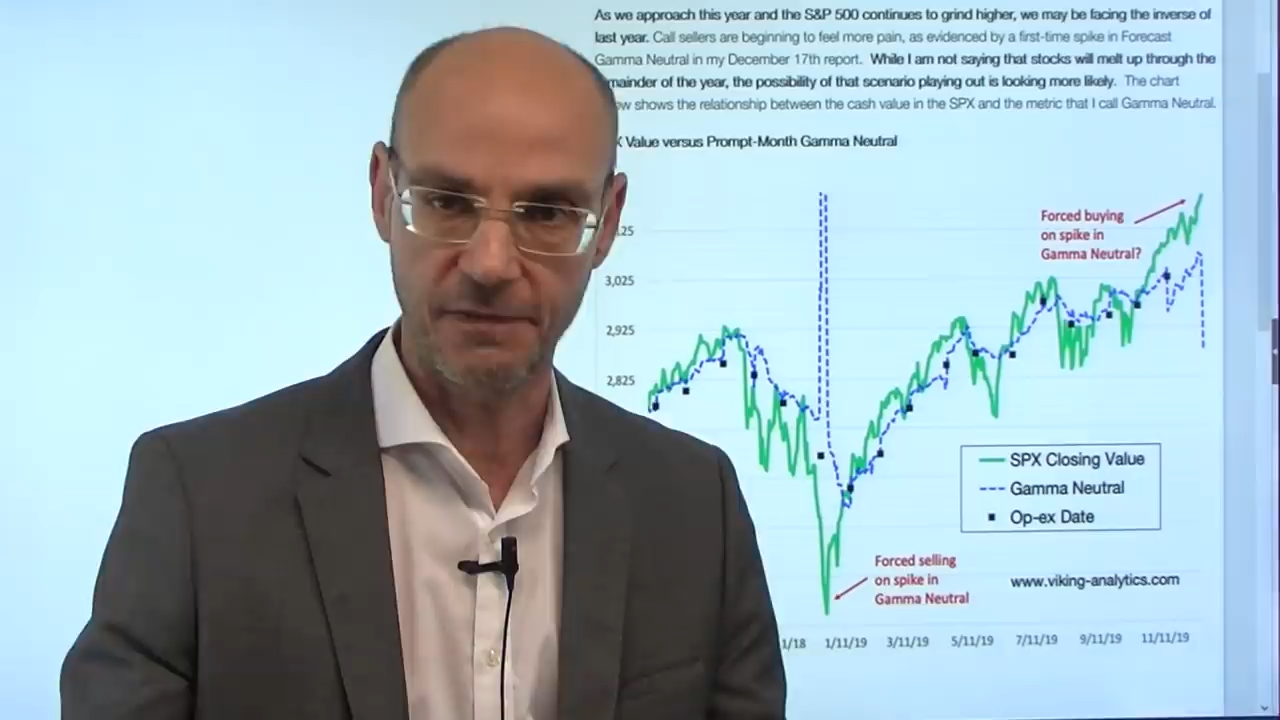 As we approach this year and the S&P 500 continues to grind higher, we may be facing the inverse of
last year. Call sellers are beginning to feel more pain, as evidenced by a first-time spike in Forecast
Gamma Neutral in my December 17th report. While I am not saying that stocks will melt up through the
mainder of the year, the possibility of that scenario playing out is looking more likely. The chart
ow shows the relationship between the cash value in the SPX and the metric that I call Gamma Neutral.
X Value versus Prompt-Month Gamma Neutral
Forced buying
on spike in
Gamma Neutral?
,125
3,025
2,925
2,825
SPX Closing Value
Gamma Neutral
Op-ex Date
Forced selling
on spike in
Gamma Neutral
www.viking-analytics.com
1/18 1/11/19 3/11/19 5/11/19 7/11/19 9/11/19 11/11/19